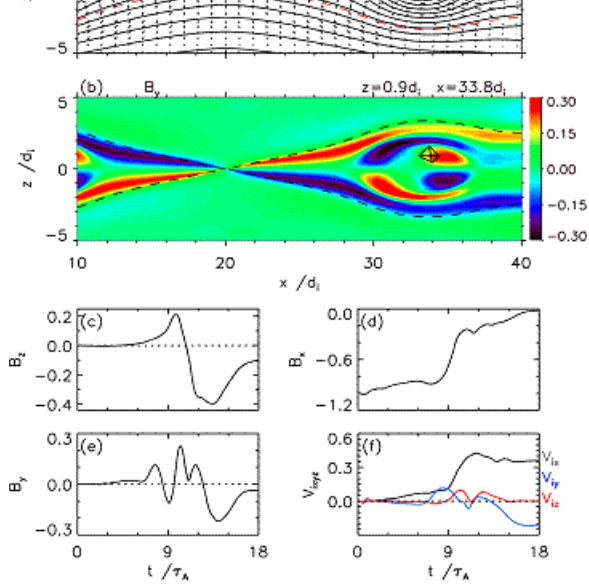 -5
(b) B_y z=0.9d_i x=33.8d_i
5
0
-5
z /d_i
0.30
0.15
0.00
-0.15
-0.30
10 20 30 40
x /d_i
(c)
0.2
0.0
-0.2
-0.4
B_z
(d)
0.0
-0.6
-1.2
B_x
(e)
0.3
0.0
-0.3
B_y
0 9 18
t /τ_A
(f)
0.6
0.3
0.0
V_ixyz
V_ix
V_iy
V_iz
0 9 18
t /τ_A